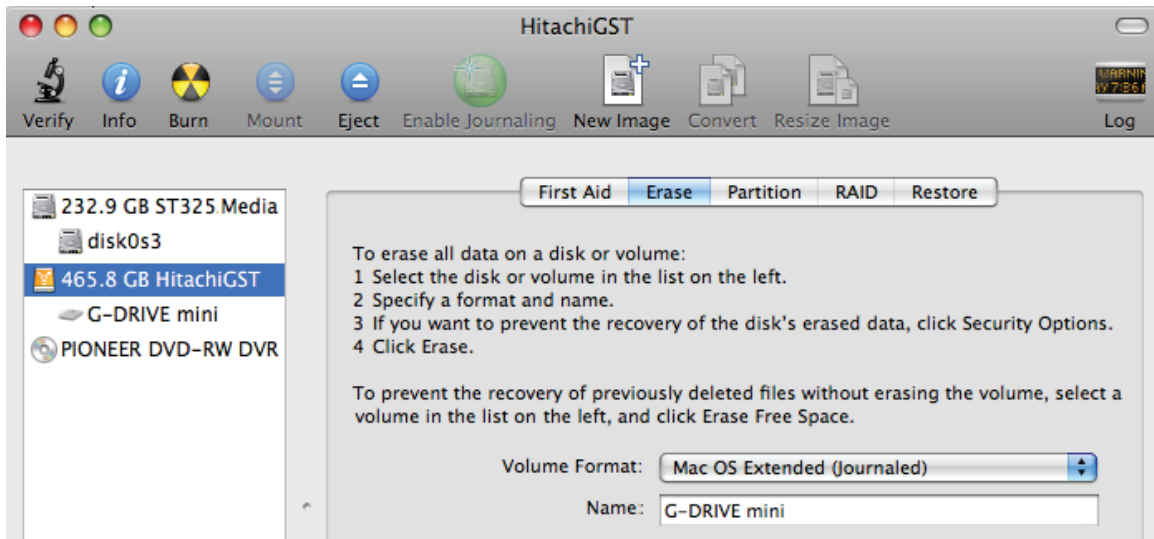 HitachiGST
Verify Info Burn Mount Eject Enable Journaling New Image Convert Resize Image Log
232.9 GB ST325 Media
disk0s3
465.8 GB HitachiGST
G-DRIVE mini
PIONEER DVD-RW DVR
First Aid Erase Partition RAID Restore
To erase all data on a disk or volume:
1 Select the disk or volume in the list on the left.
2 Specify a format and name.
3 If you want to prevent the recovery of the disk's erased data, click Security Options.
4 Click Erase.
To prevent the recovery of previously deleted files without erasing the volume, select a
volume in the list on the left, and click Erase Free Space.
Volume Format: Mac OS Extended (Journaled)
Name: G-DRIVE mini